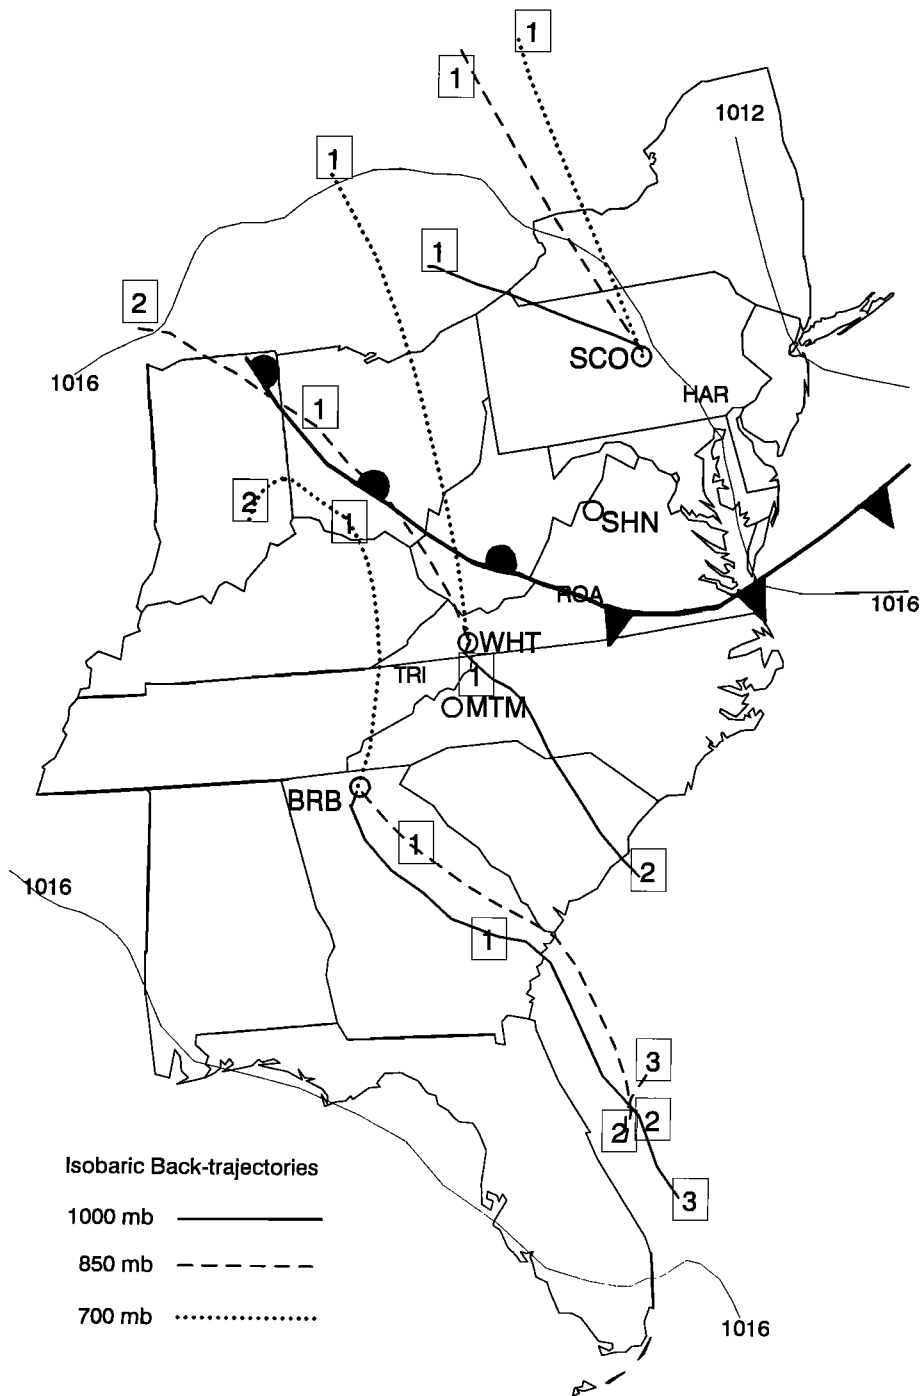 1
1
1012
1
1
2
1016
SCO
1
HAR
2
1
SHN
ROA
1016
WHT
TRI
1
MTM
BRB
1
2
1016
1
3
2
2
3
Isobaric Back-trajectories
1000 mb
850 mb
700 mb
1016